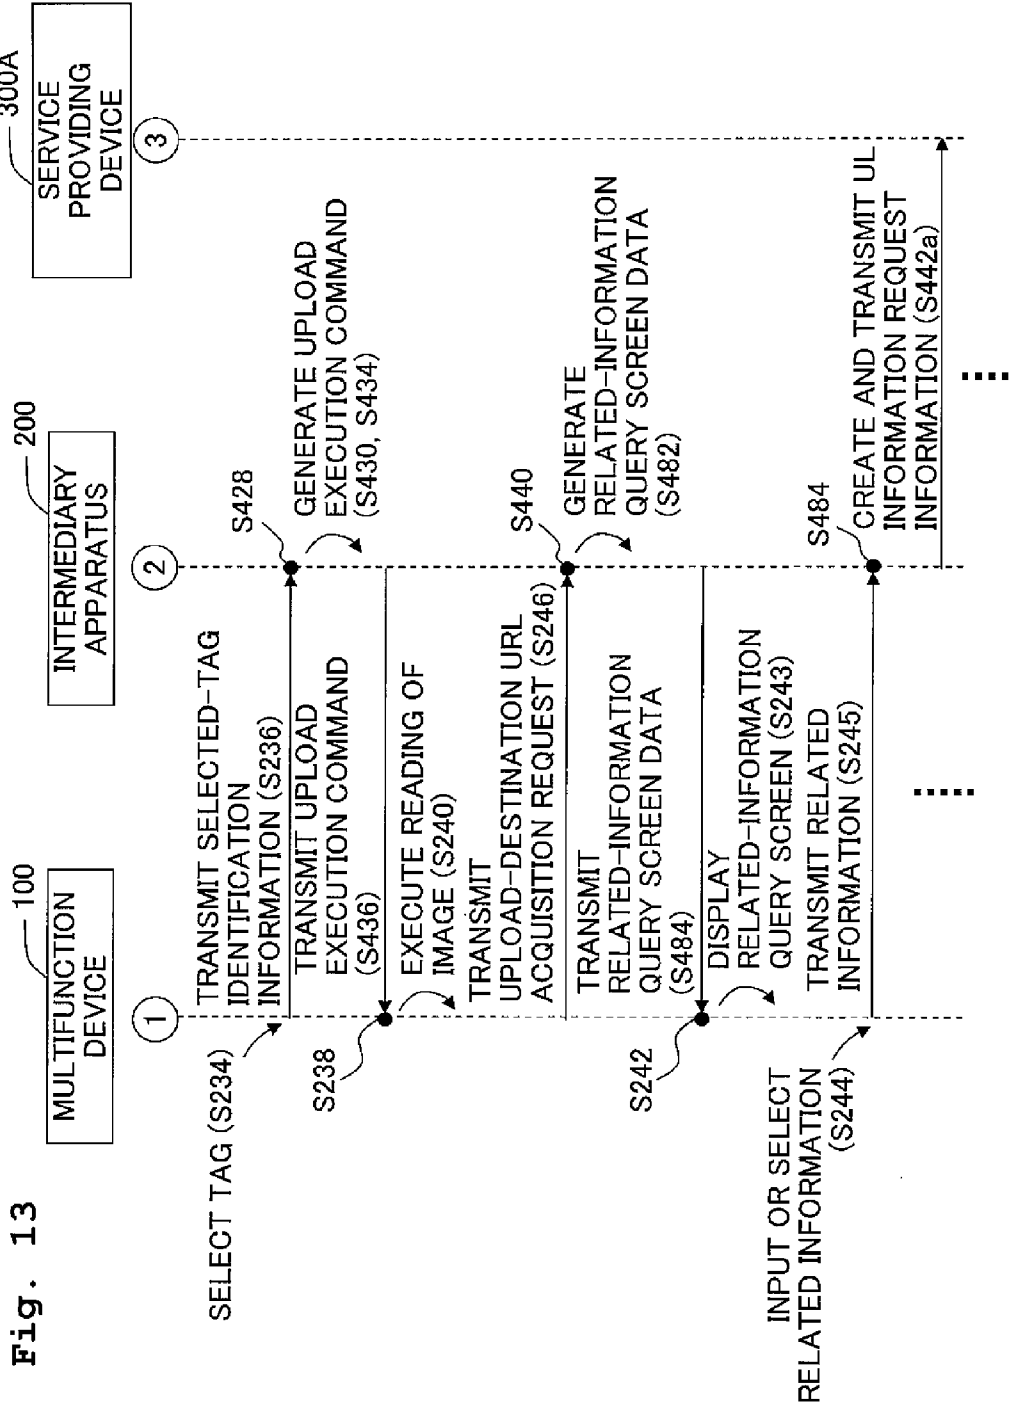 Fig. 13
100
MULTIFUNCTION
DEVICE
200
INTERMEDIARY
APPARATUS
300A
SERVICE
PROVIDING
DEVICE
1
2
3
SELECT TAG (S234)
TRANSMIT SELECTED-TAG
IDENTIFICATION
INFORMATION (S236)
S428
GENERATE UPLOAD
EXECUTION COMMAND
(S430, S434)
TRANSMIT UPLOAD
EXECUTION COMMAND
(S436)
S238
EXECUTE READING OF
IMAGE (S240)
TRANSMIT
UPLOAD-DESTINATION URL
ACQUISITION REQUEST (S246)
S440
GENERATE
RELATED-INFORMATION
QUERY SCREEN DATA
(S482)
TRANSMIT
RELATED-INFORMATION
QUERY SCREEN DATA
(S484)
S242
DISPLAY
RELATED-INFORMATION
QUERY SCREEN (S243)
INPUT OR SELECT
RELATED INFORMATION
(S244)
TRANSMIT RELATED
INFORMATION (S245)
S484
CREATE AND TRANSMIT UL
INFORMATION REQUEST
INFORMATION (S442a)